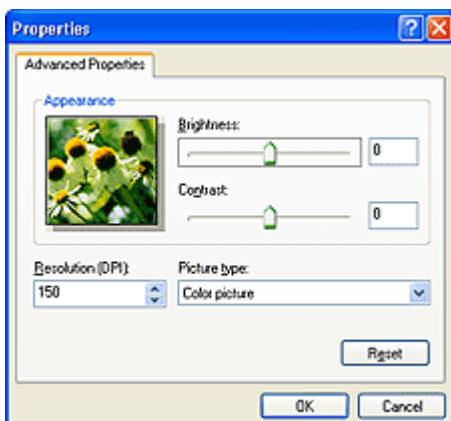 Properties
Advanced Properties
Appearance
Brightness:
0
Contrast:
0
Resolution (DPI):
150
Picture type:
Color picture
Reset
OK
Cancel